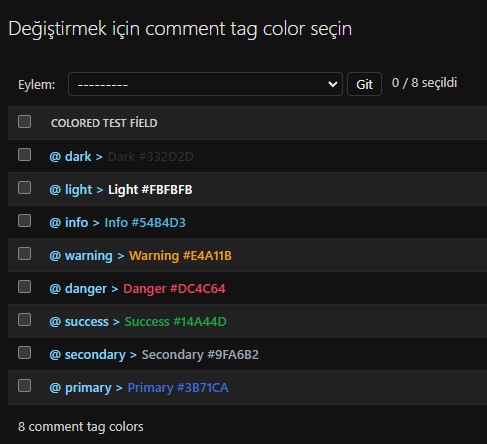 Değiştirmek için comment tag color seçin
Eylem: --------- Git 0 / 8 seçildi
COLORED TEST FİELD
@ dark > Dark #332D2D
@ light > Light #FBFBFB
@ info > Info #54B4D3
@ warning > Warning #E4A11B
@ danger > Danger #DC4C64
@ success > Success #14A44D
@ secondary > Secondary #9FA6B2
@ primary > Primary #3B71CA
8 comment tag colors